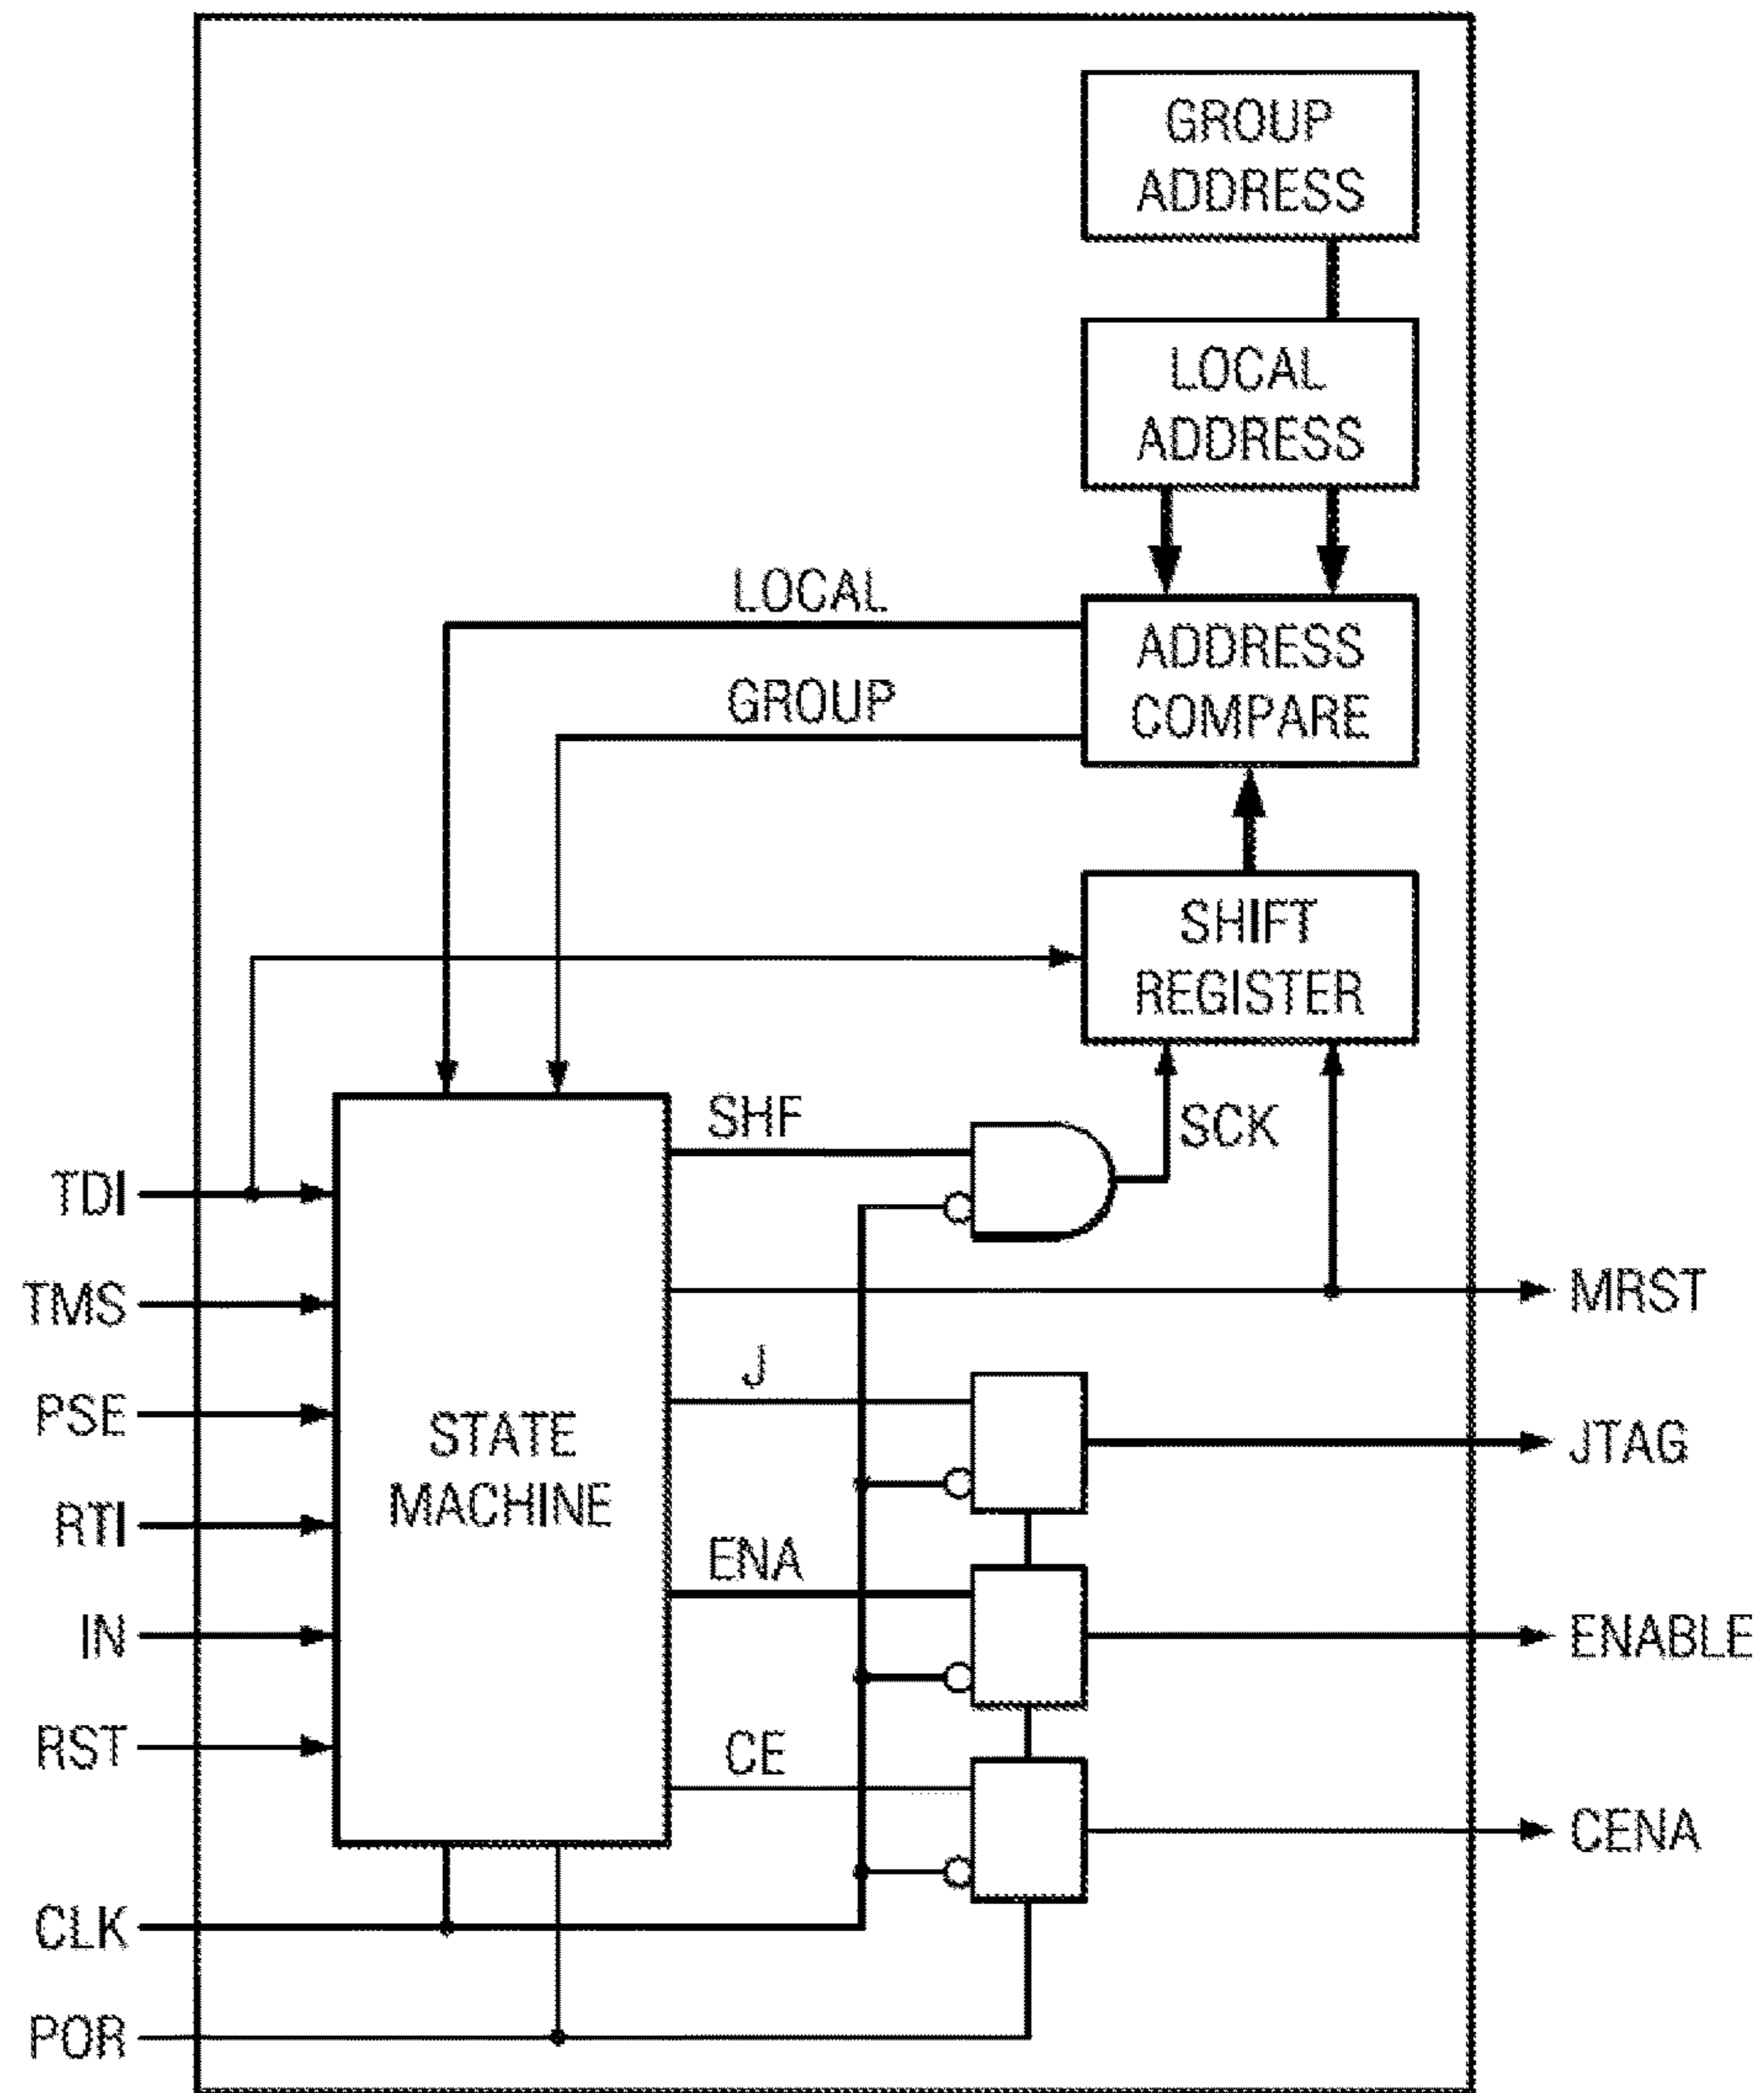 GROUP
ADDRESS
LOCAL
ADDRESS
LOCAL
ADDRESS
COMPARE
GROUP
SHIFT
REGISTER
SHF
SCK
TDI
TMS
MRST
J
PSE
STATE
MACHINE
JTAG
RTI
ENA
IN
ENABLE
RST
CE
CENA
CLK
POR